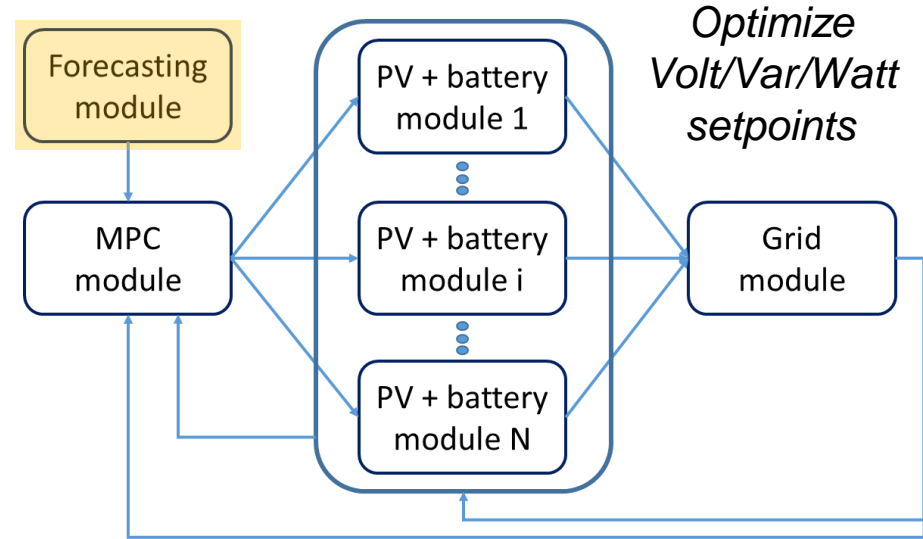 Forecasting
module
Optimize
Volt/Var/Watt
setpoints
PV + battery
module 1
MPC
module
PV + battery
module i
Grid
module
PV + battery
module N